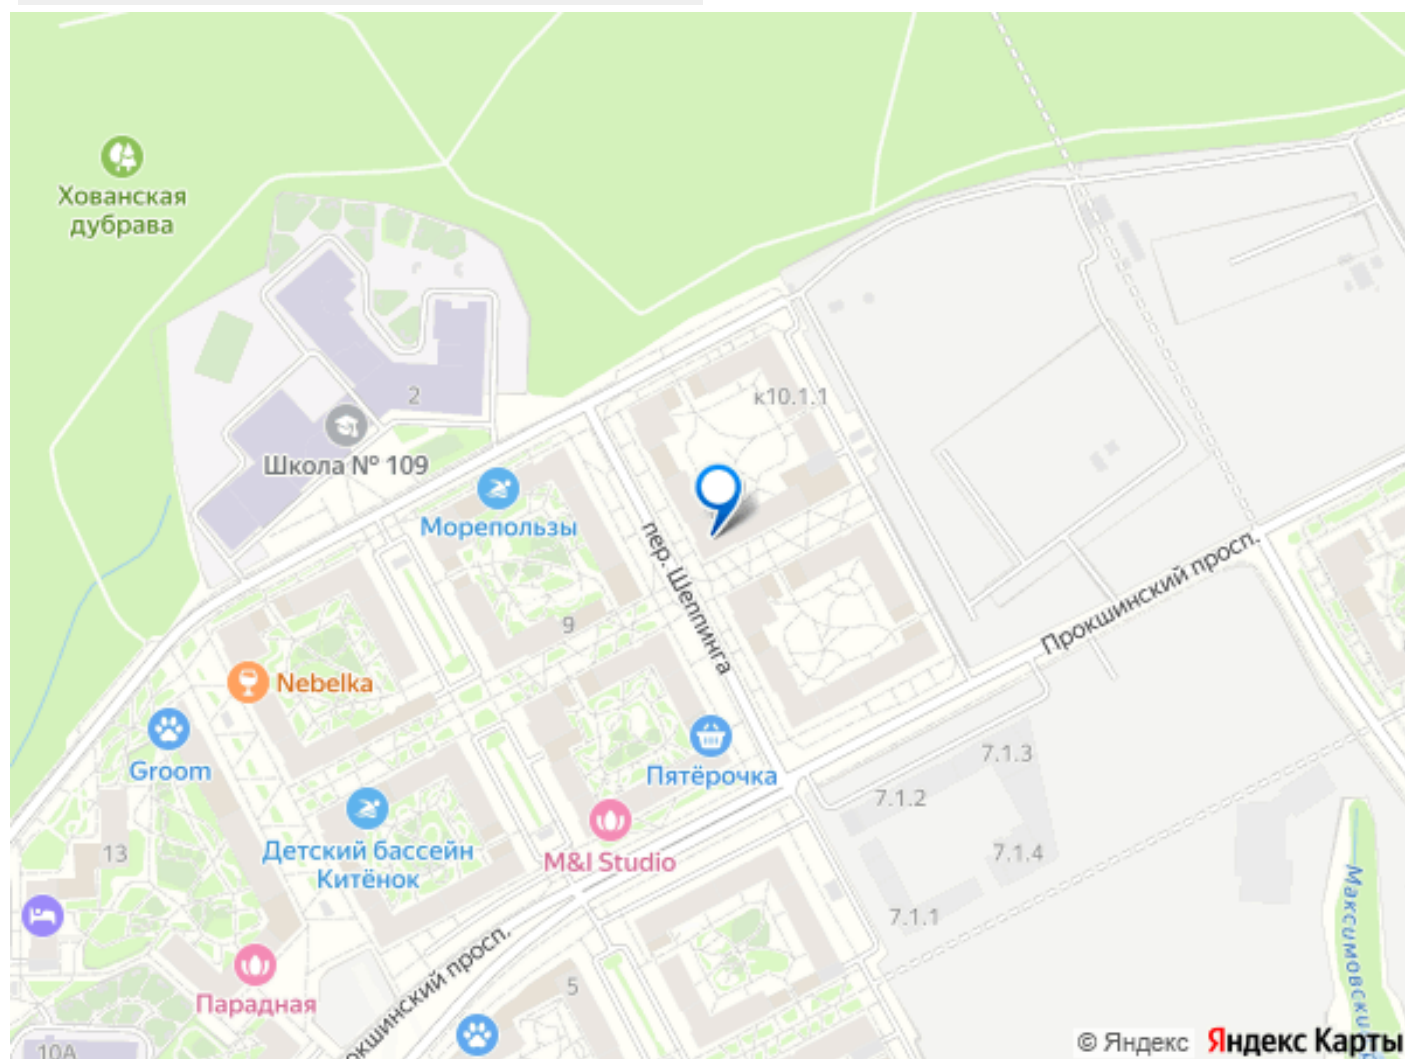 Хованская
дубрава
к10.1.1
2
Школа № 109
Морепользы
пер. Шеппинга
Прокшинский просп.
9
Nebelka
Groom
Пятёрочка
7.1.3
7.1.2
Детский бассейн
Китёнок
M&I Studio
13
7.1.4
7.1.1
Максимовски
Парадная
окшинский просп.
5
10А
© Яндекс Яндекс Карты